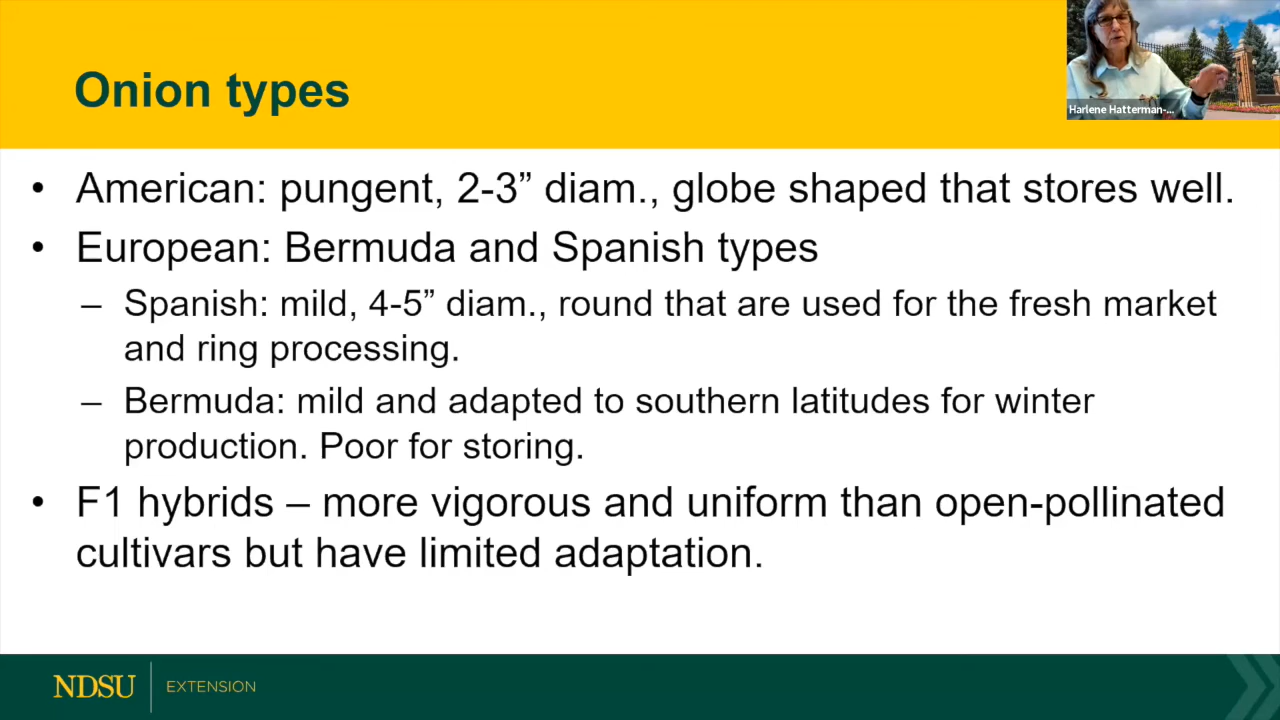 Onion types
Harlene Hatterman-...
• American: pungent, 2-3” diam., globe shaped that stores well.
• European: Bermuda and Spanish types
– Spanish: mild, 4-5” diam., round that are used for the fresh market
and ring processing.
– Bermuda: mild and adapted to southern latitudes for winter
production. Poor for storing.
• F1 hybrids – more vigorous and uniform than open-pollinated
cultivars but have limited adaptation.
NDSU EXTENSION